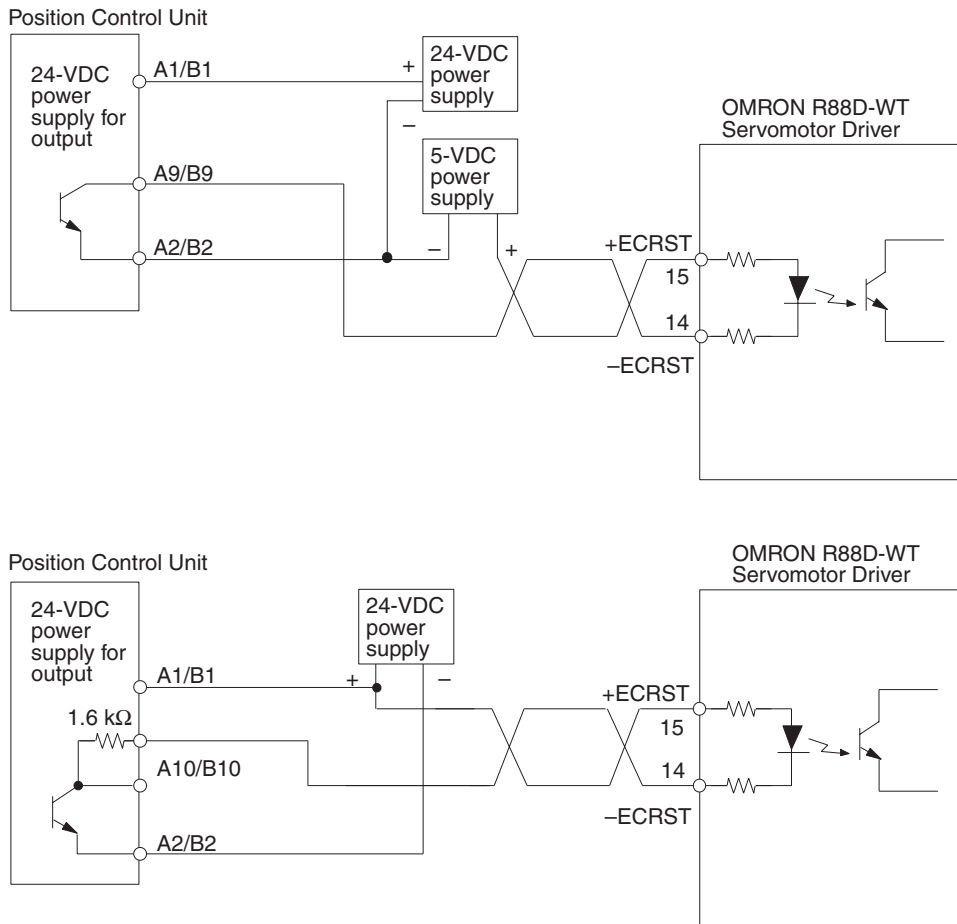 Position Control Unit
24-VDC
power
supply for
output
A1/B1
A9/B9
A2/B2
+
24-VDC
power
supply
–
5-VDC
power
supply
–
+
OMRON R88D-WT
Servomotor Driver
+ECRST
15
14
–ECRST
Position Control Unit
24-VDC
power
supply for
output
1.6 kΩ
A1/B1
A10/B10
A2/B2
24-VDC
power
supply
+
–
OMRON R88D-WT
Servomotor Driver
+ECRST
15
14
–ECRST